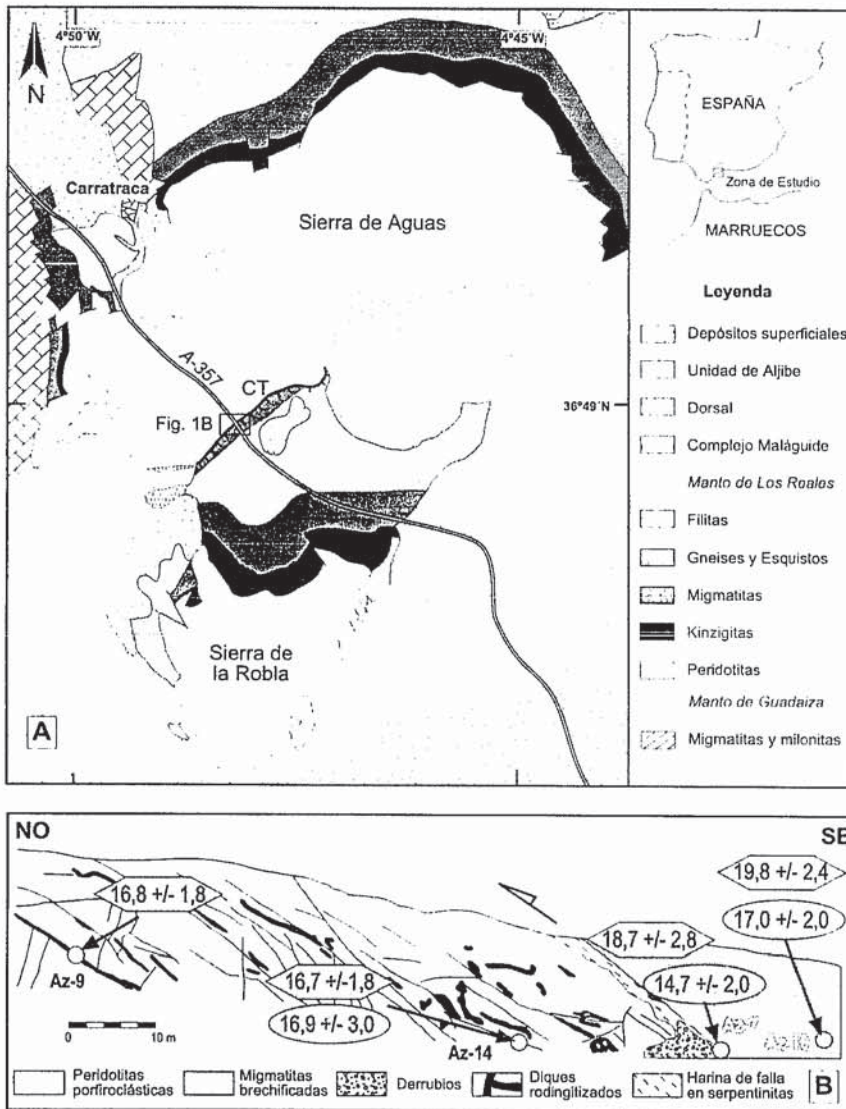 4°50´W
4°45´W
N
ESPAÑA
Zona de Estudio
MARRUECOS
Carratraca
Sierra de Aguas
A-357
CT
Fig. 1B
36°49´N
Sierra de
la Robla
A
Leyenda
Depósitos superficiales
Unidad de Aljibe
Dorsal
Complejo Maláguide
Manto de Los Reales
Filitas
Gneises y Esquistos
Migmatitas
Kinzigitas
Peridotitas
Manto de Guadaiza
Migmatitas y milonitas
NO
SE
16,8 +/- 1,8
19,8 +/- 2,4
17,0 +/- 2,0
18,7 +/- 2,8
Az-9
16,7 +/-1,8
14,7 +/- 2,0
16,9 +/- 3,0
Az-14
0 10 m
Peridotitas
porfiroclásticas
Migmatitas
brechificadas
Derrubios
Diques
rodingitizados
Harina de falla
en serpentinitas
B